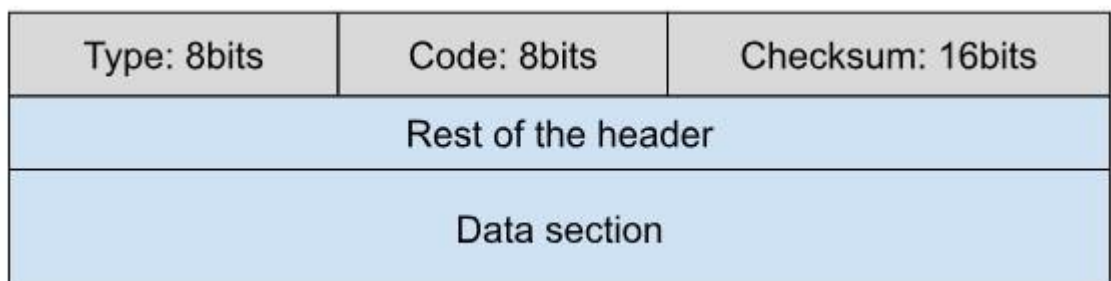 Type: 8bits Code: 8bits Checksum: 16bits
Rest of the header
Data section